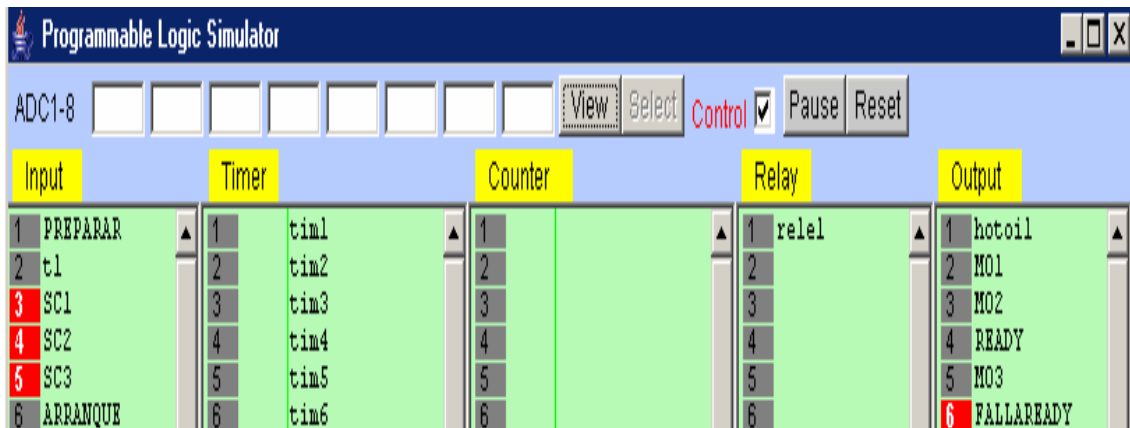 Programmable Logic Simulator
ADC1-8 View Select Control Pause Reset
Input Timer Counter Relay Output
1 PREPARAR 1 tim1 1 1 rele1 1 hotoil
2 t1 2 tim2 2 2 2 MO1
3 SC1 3 tim3 3 3 3 MO2
4 SC2 4 tim4 4 4 4 READY
5 SC3 5 tim5 5 5 5 MO3
6 ARRANQUE 6 tim6 6 6 6 FALLAREADY